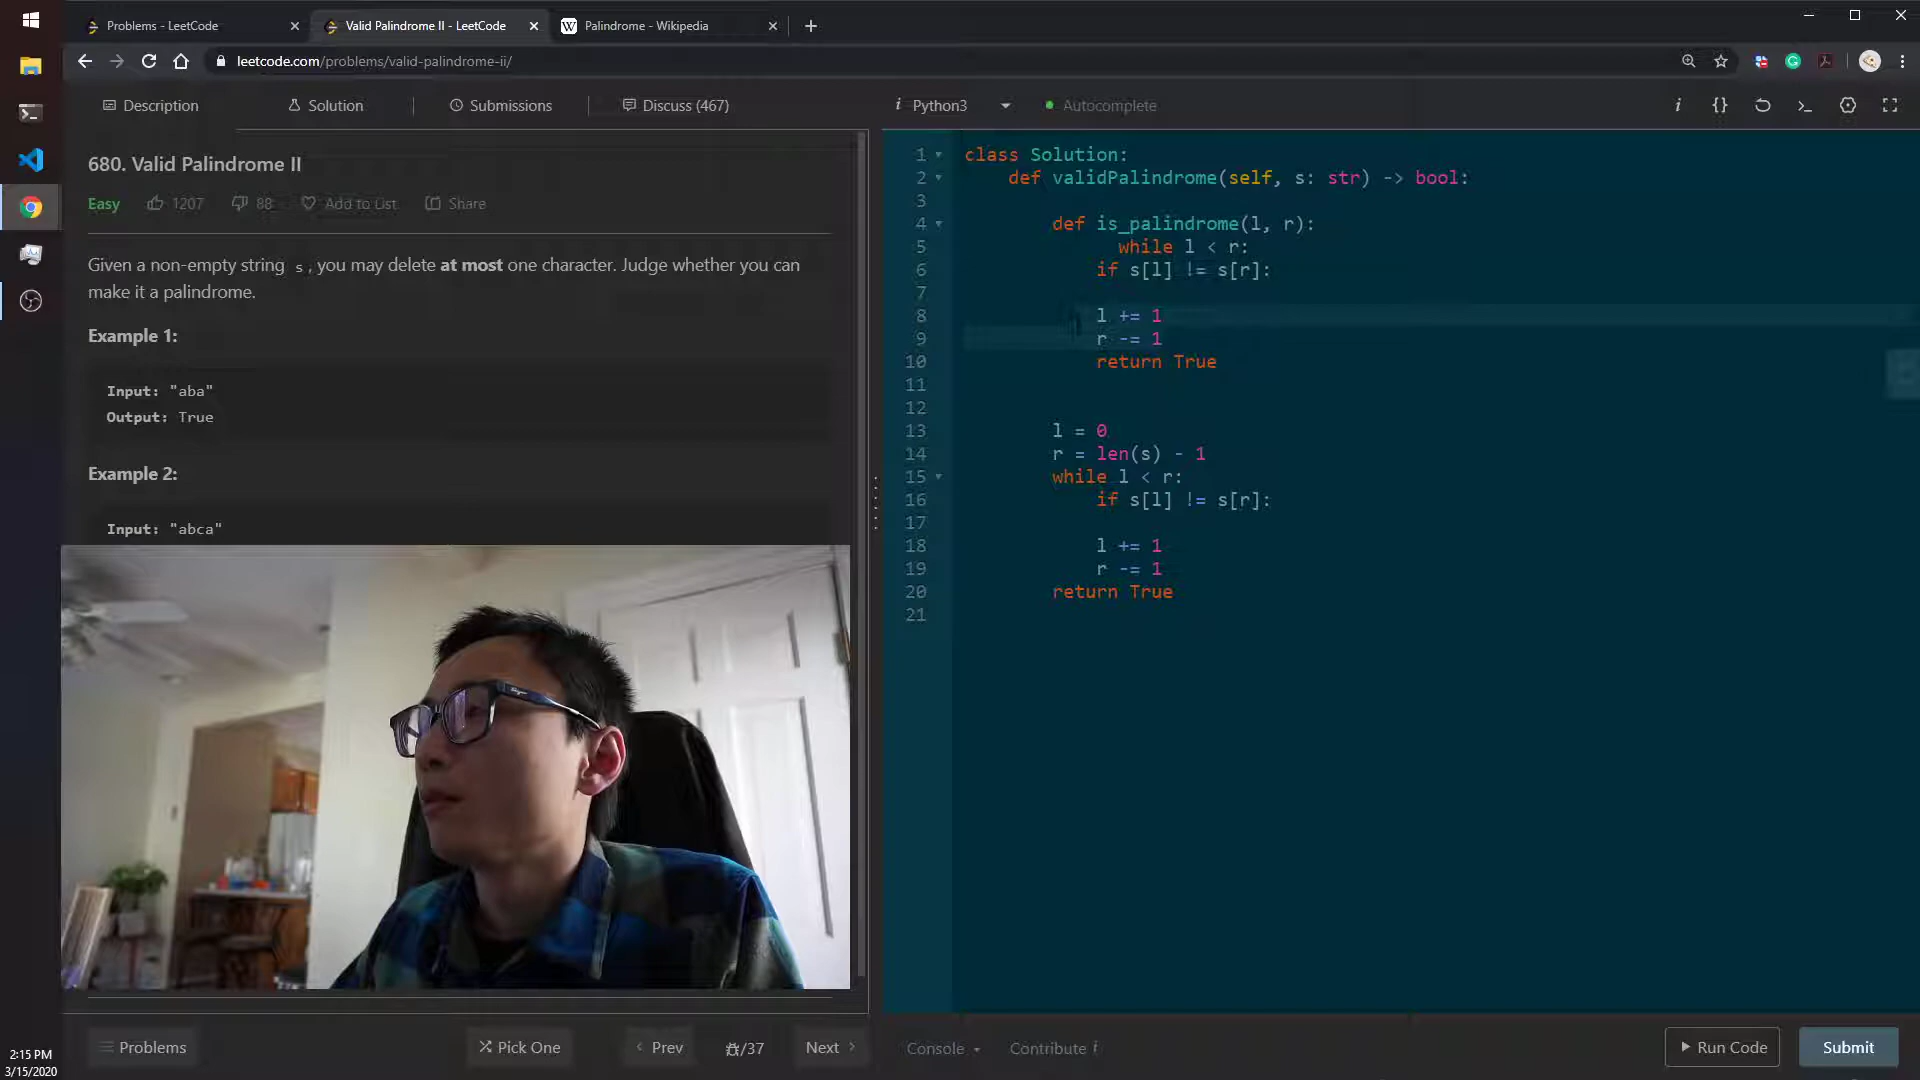 Problems - LeetCode
Valid Palindrome II - LeetCode
Palindrome - Wikipedia
leetcode.com/problems/valid-palindrome-ii/
Description
Solution
Submissions
Discuss (467)
Python3
Autocomplete
680. Valid Palindrome II
Easy
1207
88
Add to List
Share
Given a non-empty string s, you may delete at most one character. Judge whether you can
make it a palindrome.
Example 1:
Input: "aba"
Output: True
Example 2:
Input: "abca"
1 class Solution:
2 def validPalindrome(self, s: str) -> bool:
3
4 def is_palindrome(l, r):
5 while l < r:
6 if s[l] != s[r]:
7
8 l += 1
9 r -= 1
10 return True
11
12
13 l = 0
14 r = len(s) - 1
15 while l < r:
16 if s[l] != s[r]:
17
18 l += 1
19 r -= 1
20 return True
21
Problems
Pick One
Prev
/37
Next
Console
Contribute i
Run Code
Submit
2:15 PM
3/15/2020